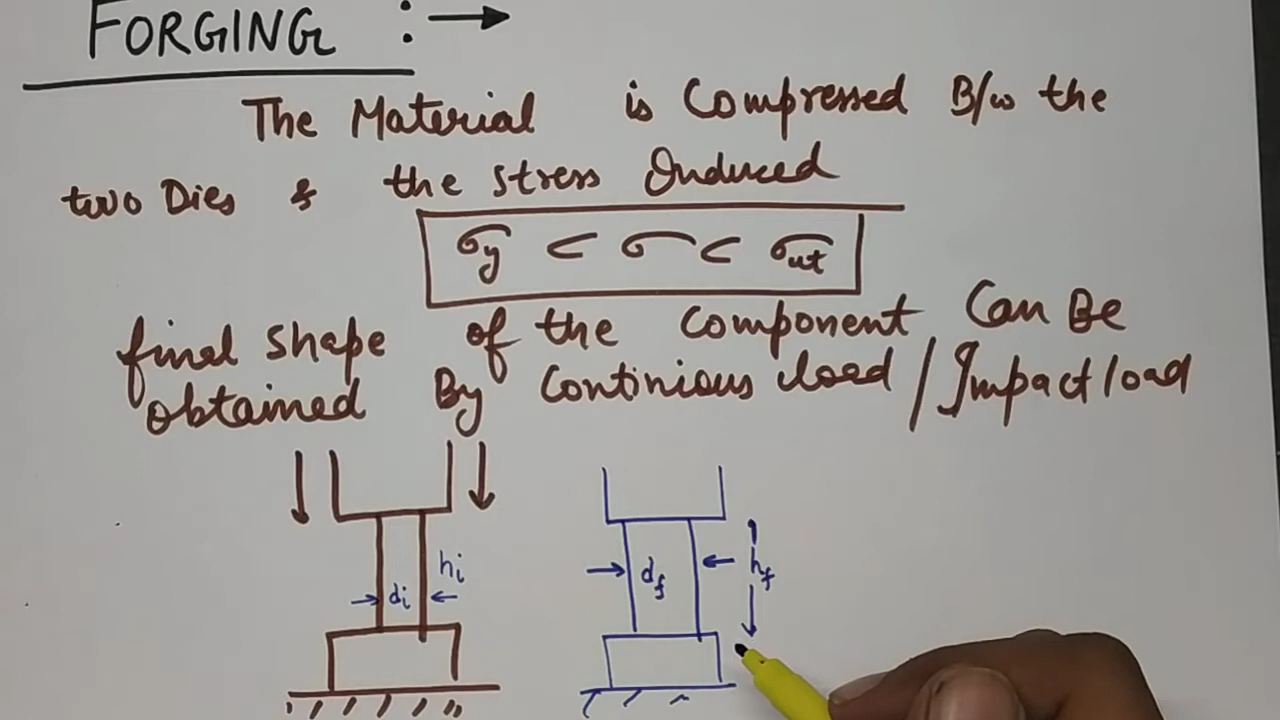 FORGING :→
The Material is Compressed B/w the
two Dies & the stress Induced
σy < σ < σut
final shape of the component Can Be
obtained By Continious load / Impact load
hi
di
df
hf